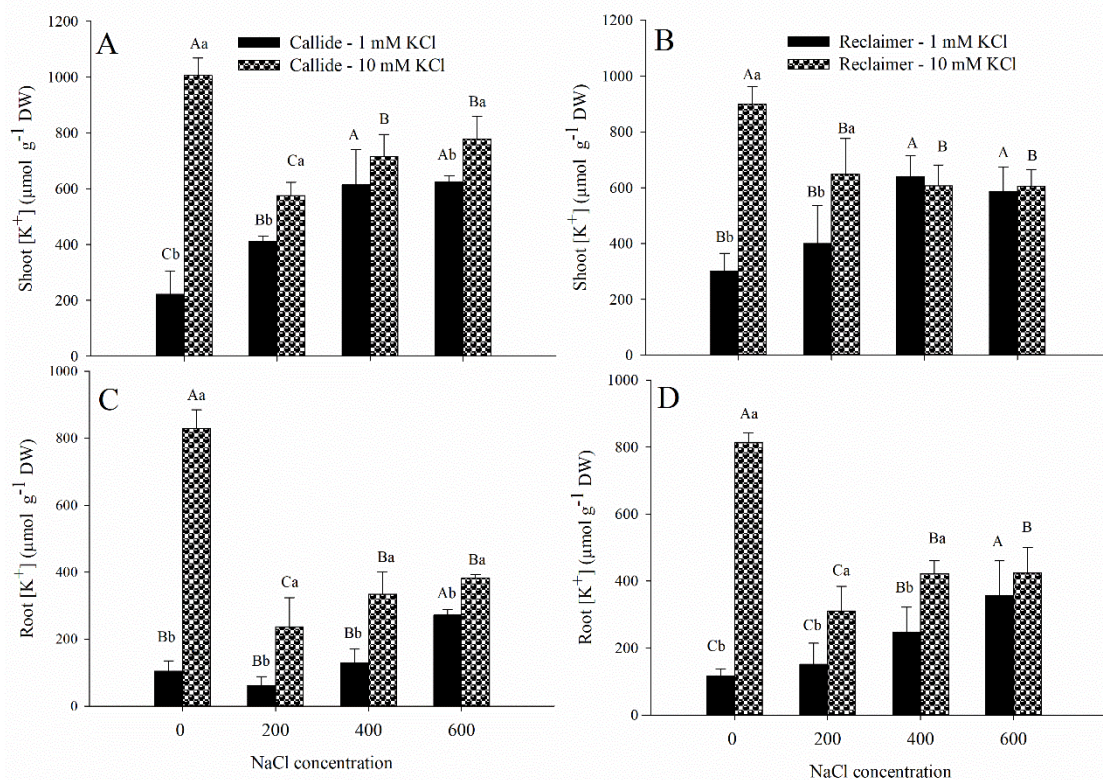 A
Callide - 1 mM KCl
Callide - 10 mM KCl
Shoot [K+] (µmol g-1 DW)
1200
1000
800
600
400
200
0
Cb
Aa
Bb
Ca
A
B
Ab
Ba
B
Reclaimer - 1 mM KCl
Reclaimer - 10 mM KCl
Shoot [K+] (µmol g-1 DW)
1200
1000
800
600
400
200
0
Bb
Aa
Bb
Ba
A
B
A
B
C
Root [K+] (µmol g-1 DW)
1000
800
600
400
200
0
Bb
Aa
Bb
Ca
Bb
Ba
Ab
Ba
0 200 400 600
NaCl concentration
D
Root [K+] (µmol g-1 DW)
1000
800
600
400
200
0
Cb
Aa
Cb
Ca
Bb
Ba
A
B
0 200 400 600
NaCl concentration